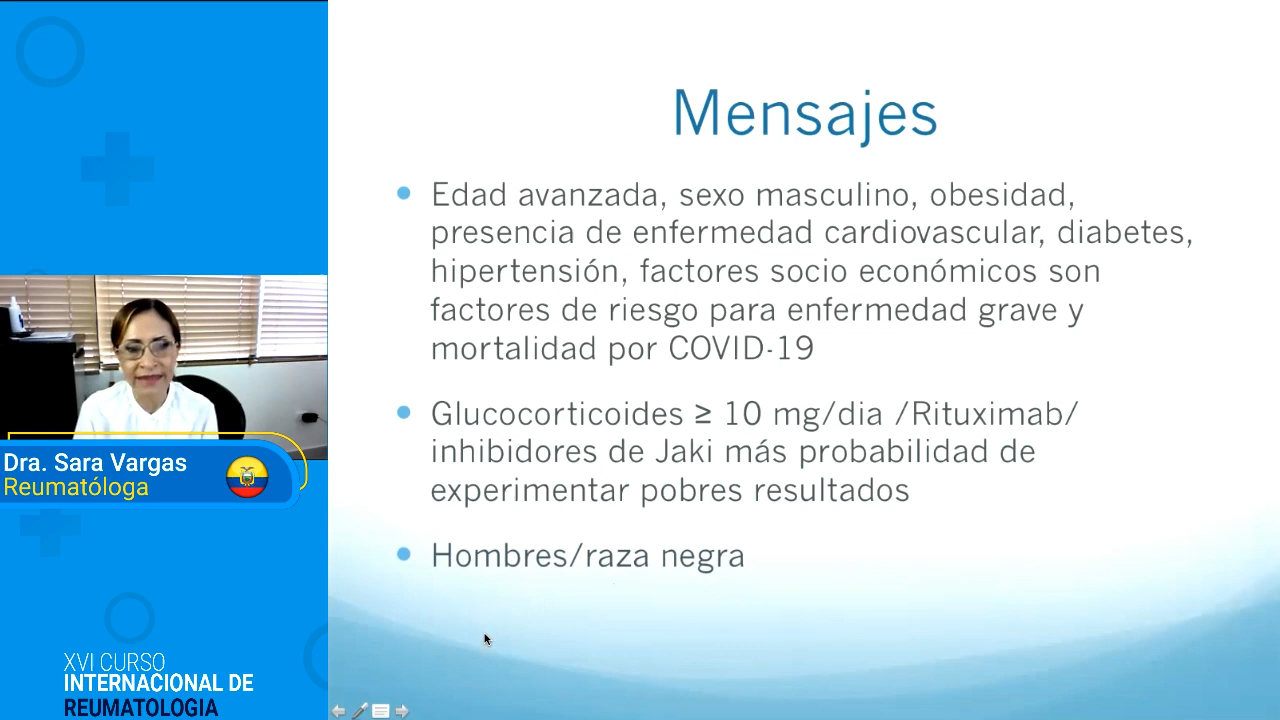 Mensajes
Edad avanzada, sexo masculino, obesidad,
presencia de enfermedad cardiovascular, diabetes,
hipertensión, factores socio económicos son
factores de riesgo para enfermedad grave y
mortalidad por COVID-19
Glucocorticoides ≥ 10 mg/dia /Rituximab/
inhibidores de Jaki más probabilidad de
experimentar pobres resultados
Hombres/raza negra
Dra. Sara Vargas
Reumatóloga
XVI CURSO
INTERNACIONAL DE
REUMATOLOGIA